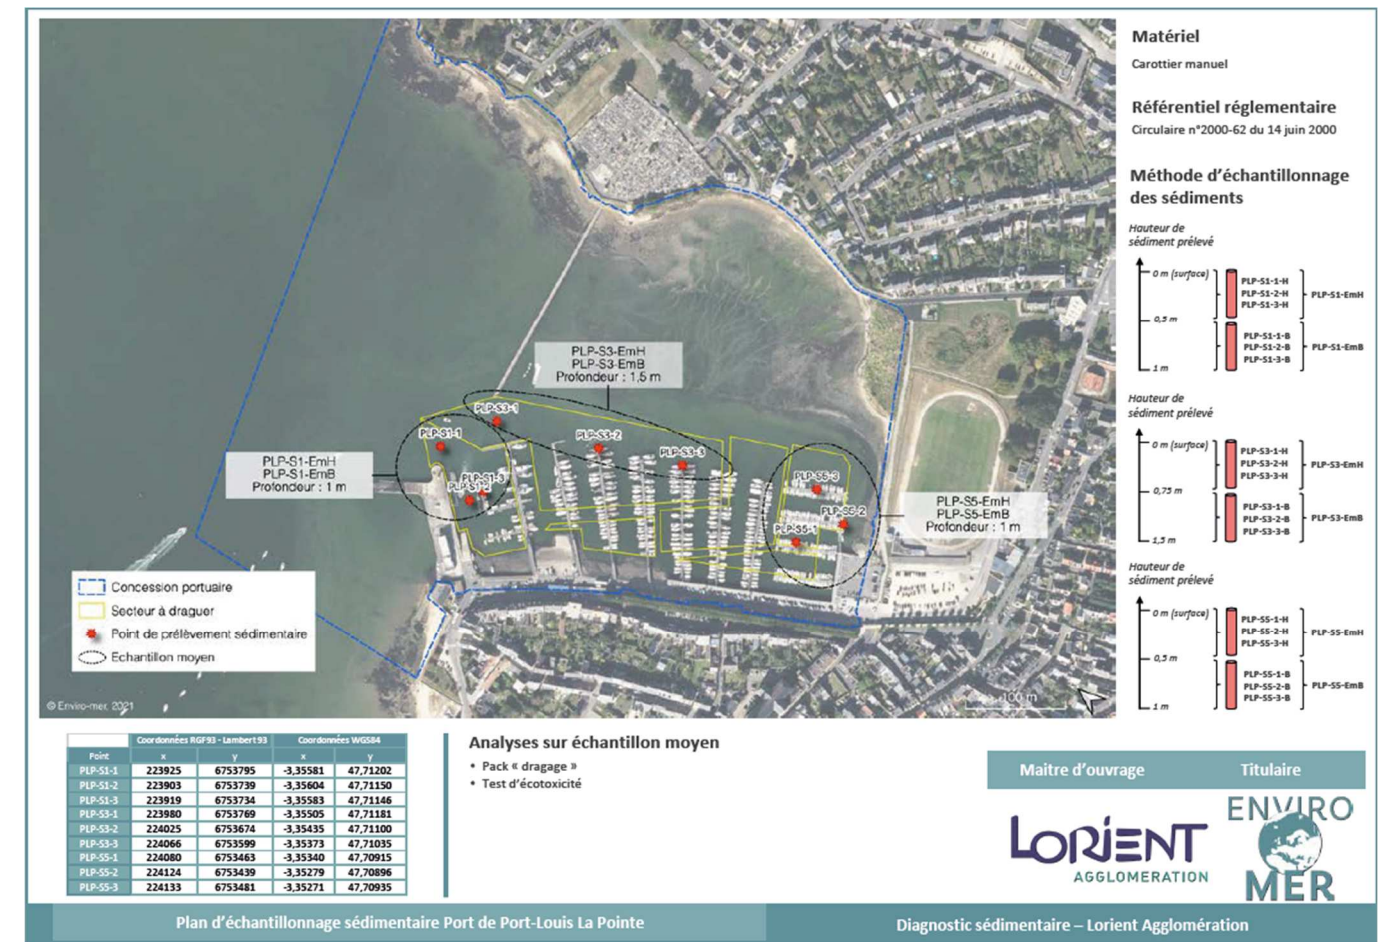 Matériel
Carottier manuel
Référentiel réglementaire
Circulaire n°2000-62 du 14 juin 2000
Méthode d'échantillonnage
des sédiments
Hauteur de
sédiment prélevé
0 m (surface)
PLP-S1-1-H
PLP-S1-2-H
PLP-S1-3-H
PLP-S1-EmH
0,5 m
PLP-S1-1-B
PLP-S1-2-B
PLP-S1-3-B
PLP-S1-EmB
1 m
Hauteur de
sédiment prélevé
0 m (surface)
PLP-S3-1-H
PLP-S3-2-H
PLP-S3-3-H
PLP-S3-EmH
0,75 m
PLP-S3-1-B
PLP-S3-2-B
PLP-S3-3-B
PLP-S3-EmB
1,5 m
Hauteur de
sédiment prélevé
0 m (surface)
PLP-S5-1-H
PLP-S5-2-H
PLP-S5-3-H
PLP-S5-EmH
0,5 m
PLP-S5-1-B
PLP-S5-2-B
PLP-S5-3-B
PLP-S5-EmB
1 m
PLP-S3-EmH
PLP-S3-EmB
Profondeur : 1,5 m
PLP-S3-1
PLP-S1-1
PLP-S3-2
PLP-S3-3
PLP-S1-EmH
PLP-S1-EmB
Profondeur : 1 m
PLP-S1-3
PLP-S1-2
PLP-S5-3
PLP-S5-2
PLP-S5-1
PLP-S5-EmH
PLP-S5-EmB
Profondeur : 1 m
Concession portuaire
Secteur à draguer
Point de prélèvement sédimentaire
Echantillon moyen
© Enviro-mer, 2021
100 m
Coordonnées RGF93 - Lambert 93 Coordonnées WGS84
Point x y x y
PLP-S1-1 223925 6753795 -3,35581 47,71202
PLP-S1-2 223903 6753739 -3,35604 47,71150
PLP-S1-3 223919 6753734 -3,35583 47,71146
PLP-S3-1 223980 6753769 -3,35505 47,71181
PLP-S3-2 224025 6753674 -3,35435 47,71100
PLP-S3-3 224066 6753599 -3,35373 47,71035
PLP-S5-1 224080 6753463 -3,35340 47,70915
PLP-S5-2 224124 6753439 -3,35279 47,70896
PLP-S5-3 224133 6753481 -3,35271 47,70935
Analyses sur échantillon moyen
• Pack « dragage »
• Test d'écotoxicité
Maitre d'ouvrage
Titulaire
LORIENT
AGGLOMERATION
ENVIRO
MER
Plan d'échantillonnage sédimentaire Port de Port-Louis La Pointe
Diagnostic sédimentaire – Lorient Agglomération